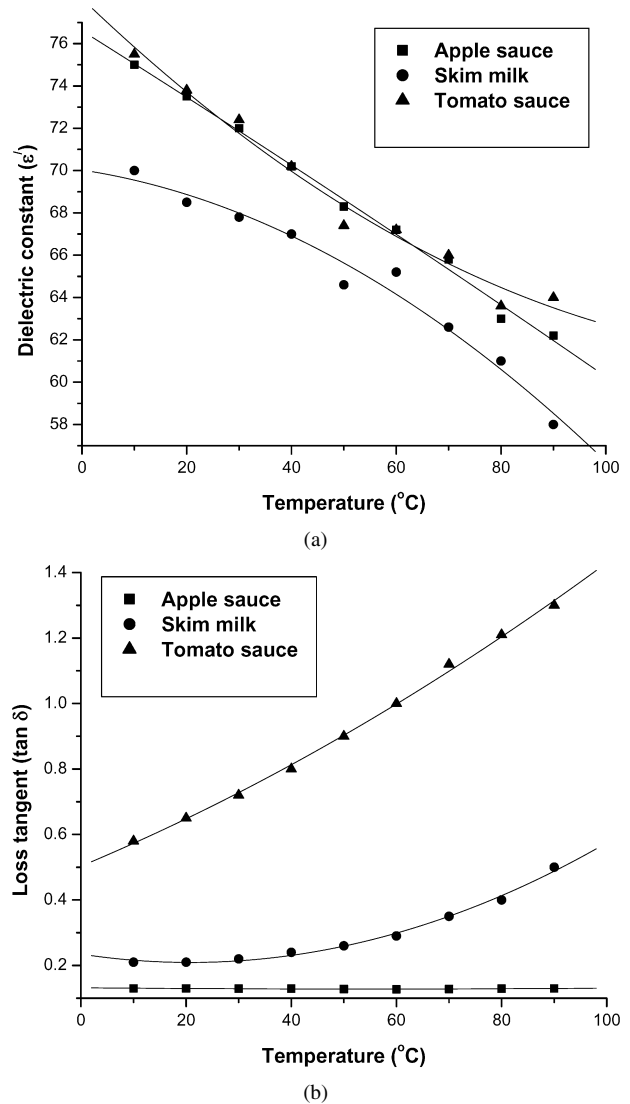 76
74
72
70
68
66
64
62
60
58
Dielectric constant (ε′)
Apple sauce
Skim milk
Tomato sauce
0 20 40 60 80 100
Temperature (°C)
(a)
1.4
1.2
1.0
0.8
0.6
0.4
0.2
Loss tangent (tan δ)
Apple sauce
Skim milk
Tomato sauce
0 20 40 60 80 100
Temperature (°C)
(b)